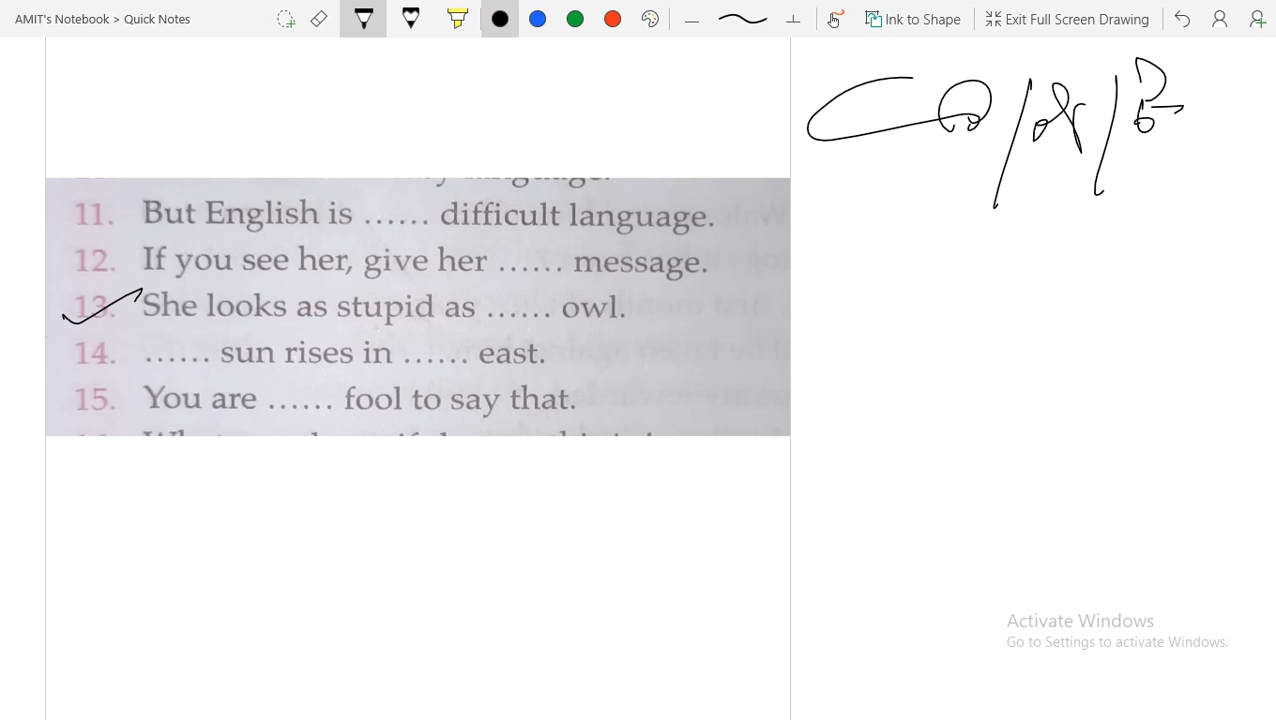 AMIT's Notebook > Quick Notes
Ink to Shape
Exit Full Screen Drawing
11. But English is ...... difficult language.
12. If you see her, give her ...... message.
13. She looks as stupid as ...... owl.
14. ...... sun rises in ...... east.
15. You are ...... fool to say that.
Activate Windows
Go to Settings to activate Windows.